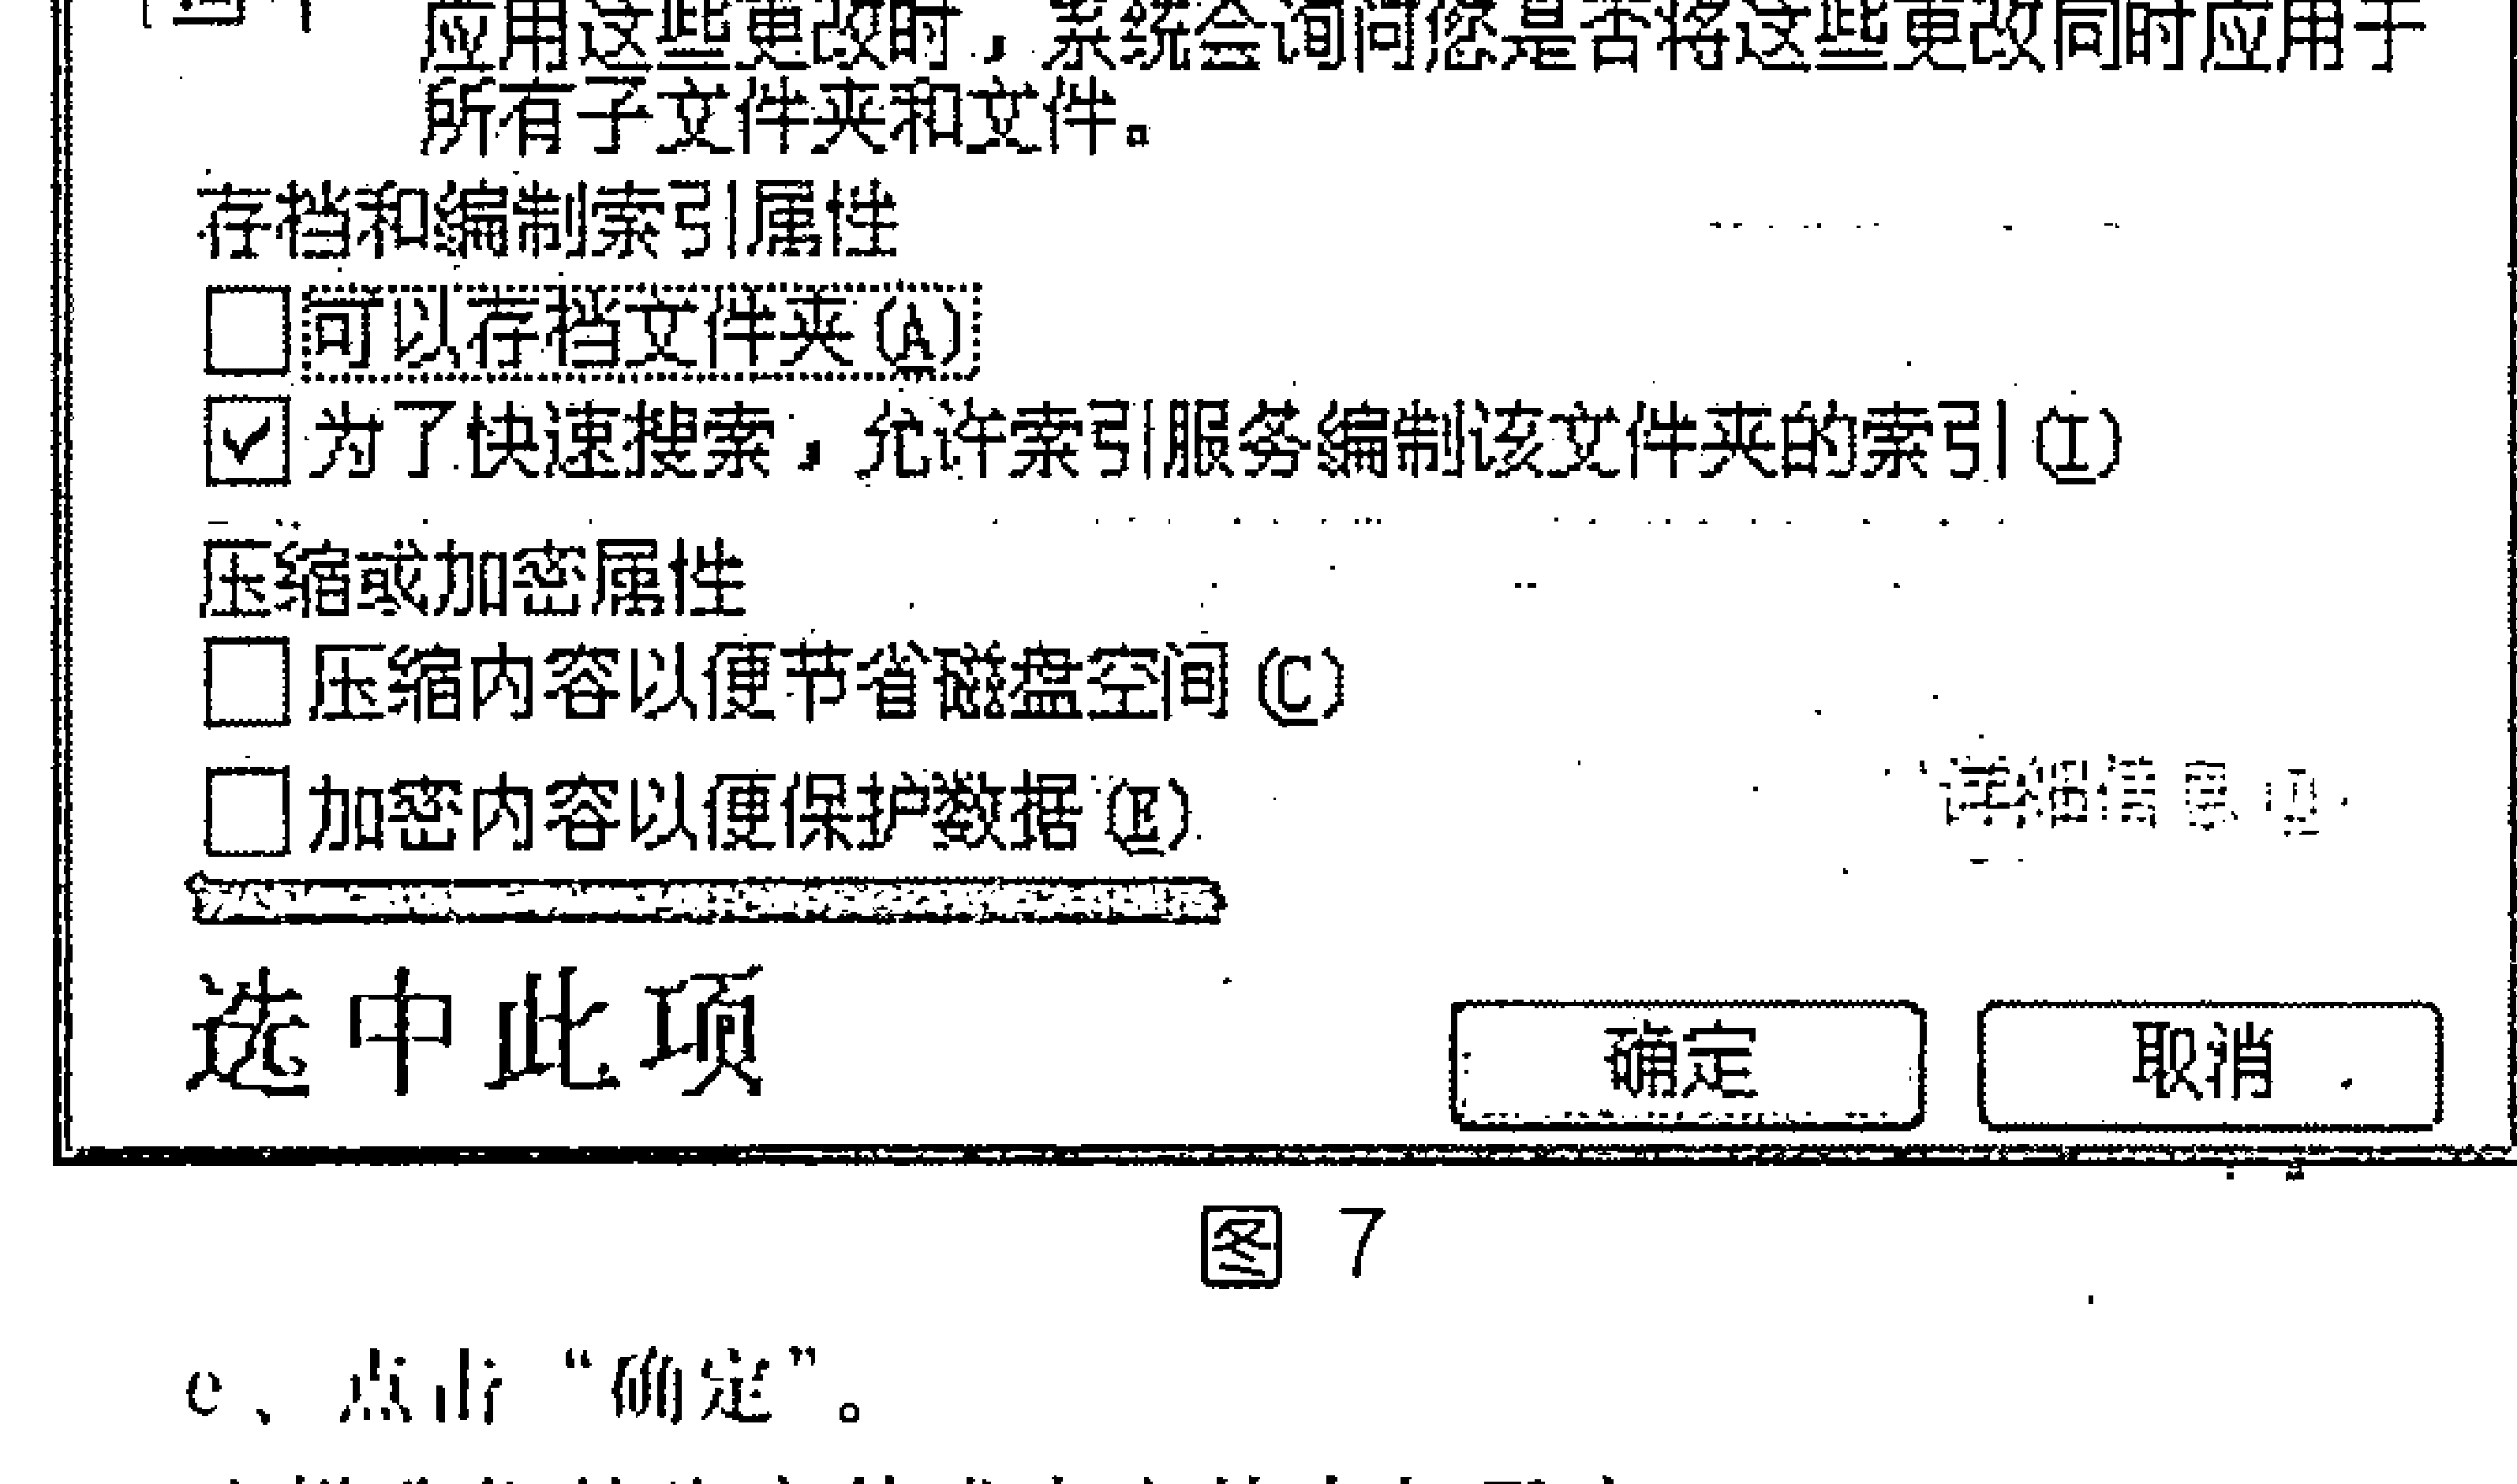 应用这些更改时，系统会询问您是否将这些更改同时应用于
所有子文件夹和文件。
存档和编制索引属性
可以存档文件夹(A)
为了快速搜索，允许索引服务编制该文件夹的索引(I)
压缩或加密属性
压缩内容以便节省磁盘空间(C)
加密内容以便保护数据(E)
详细信息(D)
选中此项
确定 取消
图 7
e、点击“确定”。